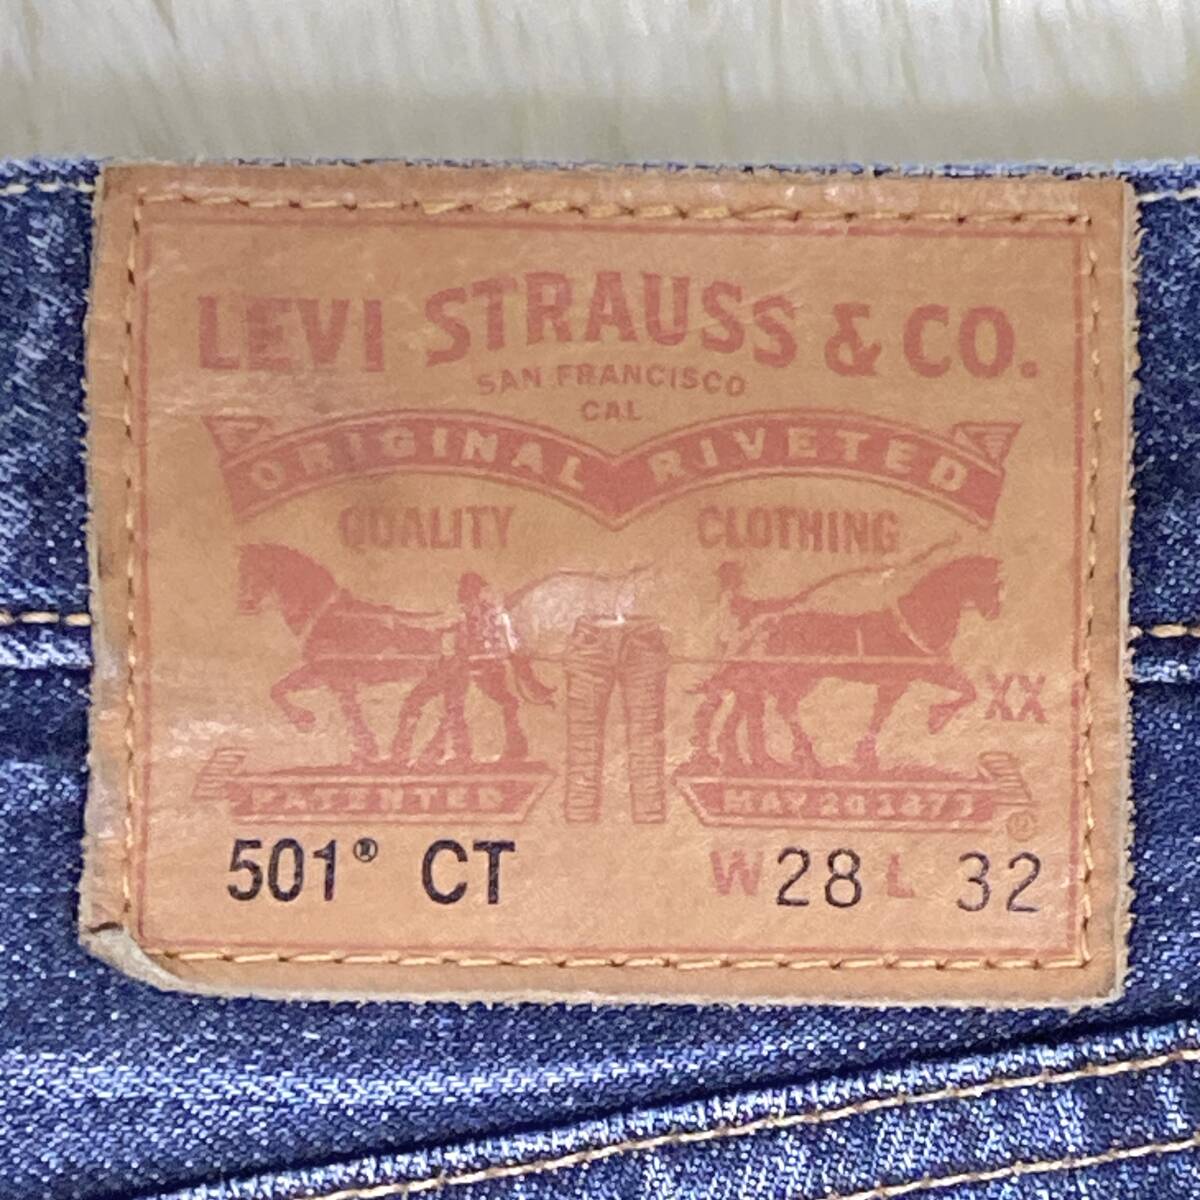 LEVI STRAUSS & CO.
SAN FRANCISCO
CAL
ORIGINAL RIVETED
QUALITY CLOTHING
XX
PATENTED MAY 20 1873
®
501® CT W 28 L 32